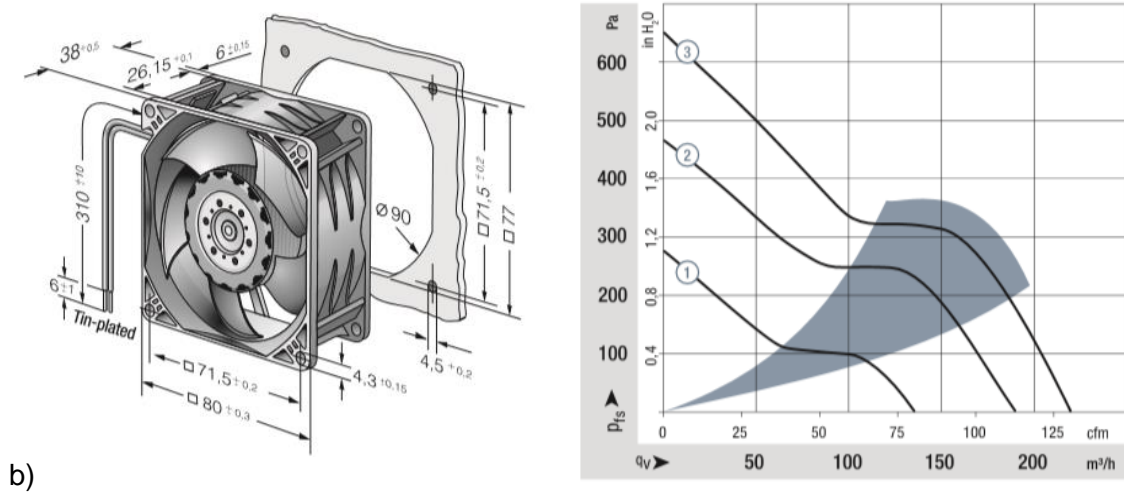 38+0,5
26,15+0,1
6±0,15
310 ±10
6±1
Tin-plated
Ø 90
□ 71,5 ±0,2
□ 77
4,5 +0,2
4,3 ±0,15
□ 71,5±0,2
□ 80 ±0,3
b)
Pa
in H2O
600
500
400
300
200
100
2,0
1,6
1,2
0,8
0,4
3
2
1
pfs ➤
0 25 50 75 100 125 cfm
qV➤ 50 100 150 200 m³/h